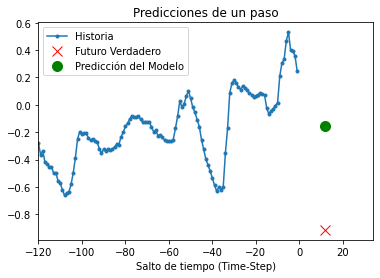 Predicciones de un paso
Historia
Futuro Verdadero
Predicción del Modelo
0.6
0.4
0.2
0.0
−0.2
−0.4
−0.6
−0.8
−120 −100 −80 −60 −40 −20 0 20
Salto de tiempo (Time-Step)